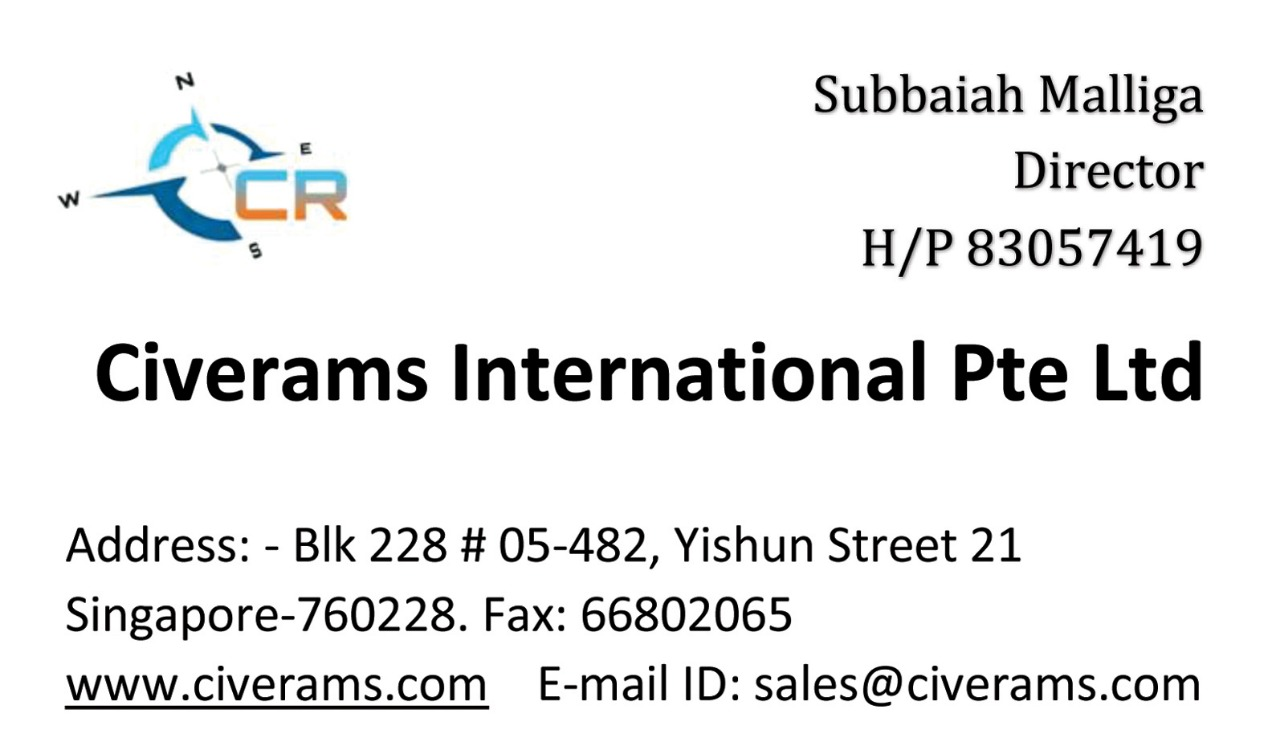 N
E
W
CR
S
Subbaiah Malliga
Director
H/P 83057419
Civerams International Pte Ltd
Address: - Blk 228 # 05-482, Yishun Street 21
Singapore-760228. Fax: 66802065
www.civerams.com E-mail ID: sales@civerams.com